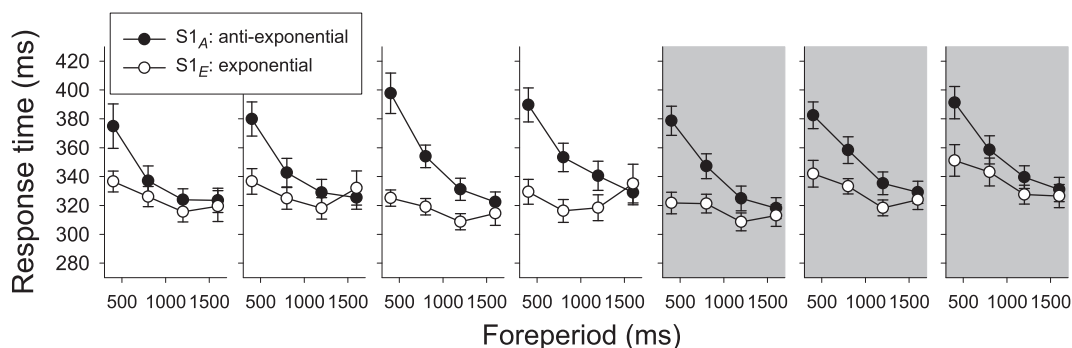 S1A: anti-exponential
S1E: exponential
Response time (ms)
420
400
380
360
340
320
300
280
500 1000 1500 500 1000 1500 500 1000 1500 500 1000 1500 500 1000 1500 500 1000 1500 500 1000 1500
Foreperiod (ms)